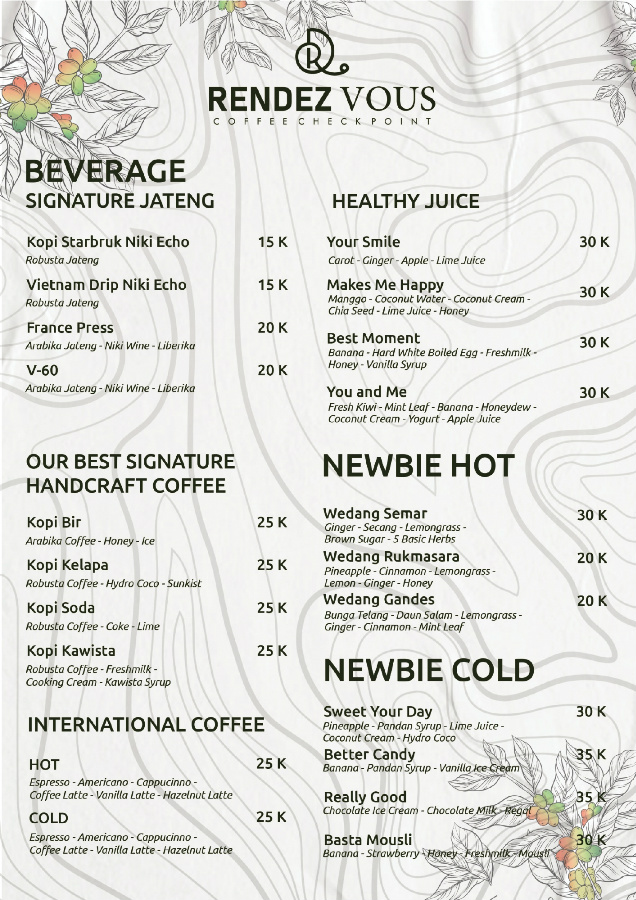 RENDEZ VOUS
COFFEE CHECKPOINT
BEVERAGE
SIGNATURE JATENG
Kopi Starbruk Niki Echo 15 K
Robusta Jateng
Vietnam Drip Niki Echo 15 K
Robusta Jateng
France Press 20 K
Arabika Jateng - Niki Wine - Liberika
V-60 20 K
Arabika Jateng - Niki Wine - Liberika
OUR BEST SIGNATURE
HANDCRAFT COFFEE
Kopi Bir 25 K
Arabika Coffee - Honey - Ice
Kopi Kelapa 25 K
Robusta Coffee - Hydro Coco - Sunkist
Kopi Soda 25 K
Robusta Coffee - Coke - Lime
Kopi Kawista 25 K
Robusta Coffee - Freshmilk -
Cooking Cream - Kawista Syrup
INTERNATIONAL COFFEE
HOT 25 K
Espresso - Americano - Cappucinno -
Coffee Latte - Vanilla Latte - Hazelnut Latte
COLD 25 K
Espresso - Americano - Cappucinno -
Coffee Latte - Vanilla Latte - Hazelnut Latte
HEALTHY JUICE
Your Smile 30 K
Carot - Ginger - Apple - Lime Juice
Makes Me Happy 30 K
Manggo - Coconut Water - Coconut Cream -
Chia Seed - Lime Juice - Honey
Best Moment 30 K
Banana - Hard White Boiled Egg - Freshmilk -
Honey - Vanilla Syrup
You and Me 30 K
Fresh Kiwi - Mint Leaf - Banana - Honeydew -
Coconut Cream - Yogurt - Apple Juice
NEWBIE HOT
Wedang Semar 30 K
Ginger - Secang - Lemongrass -
Brown Sugar - 5 Basic Herbs
Wedang Rukmasara 20 K
Pineapple - Cinnamon - Lemongrass -
Lemon - Ginger - Honey
Wedang Gandes 20 K
Bunga Telang - Daun Salam - Lemongrass -
Ginger - Cinnamon - Mint Leaf
NEWBIE COLD
Sweet Your Day 30 K
Pineapple - Pandan Syrup - Lime Juice -
Coconut Cream - Hydro Coco
Better Candy 35 K
Banana - Pandan Syrup - Vanilla Ice Cream
Really Good 35 K
Chocolate Ice Cream - Chocolate Milk - Regal
Basta Mousli 30 K
Banana - Strawberry - Honey - Freshmilk - Mousli